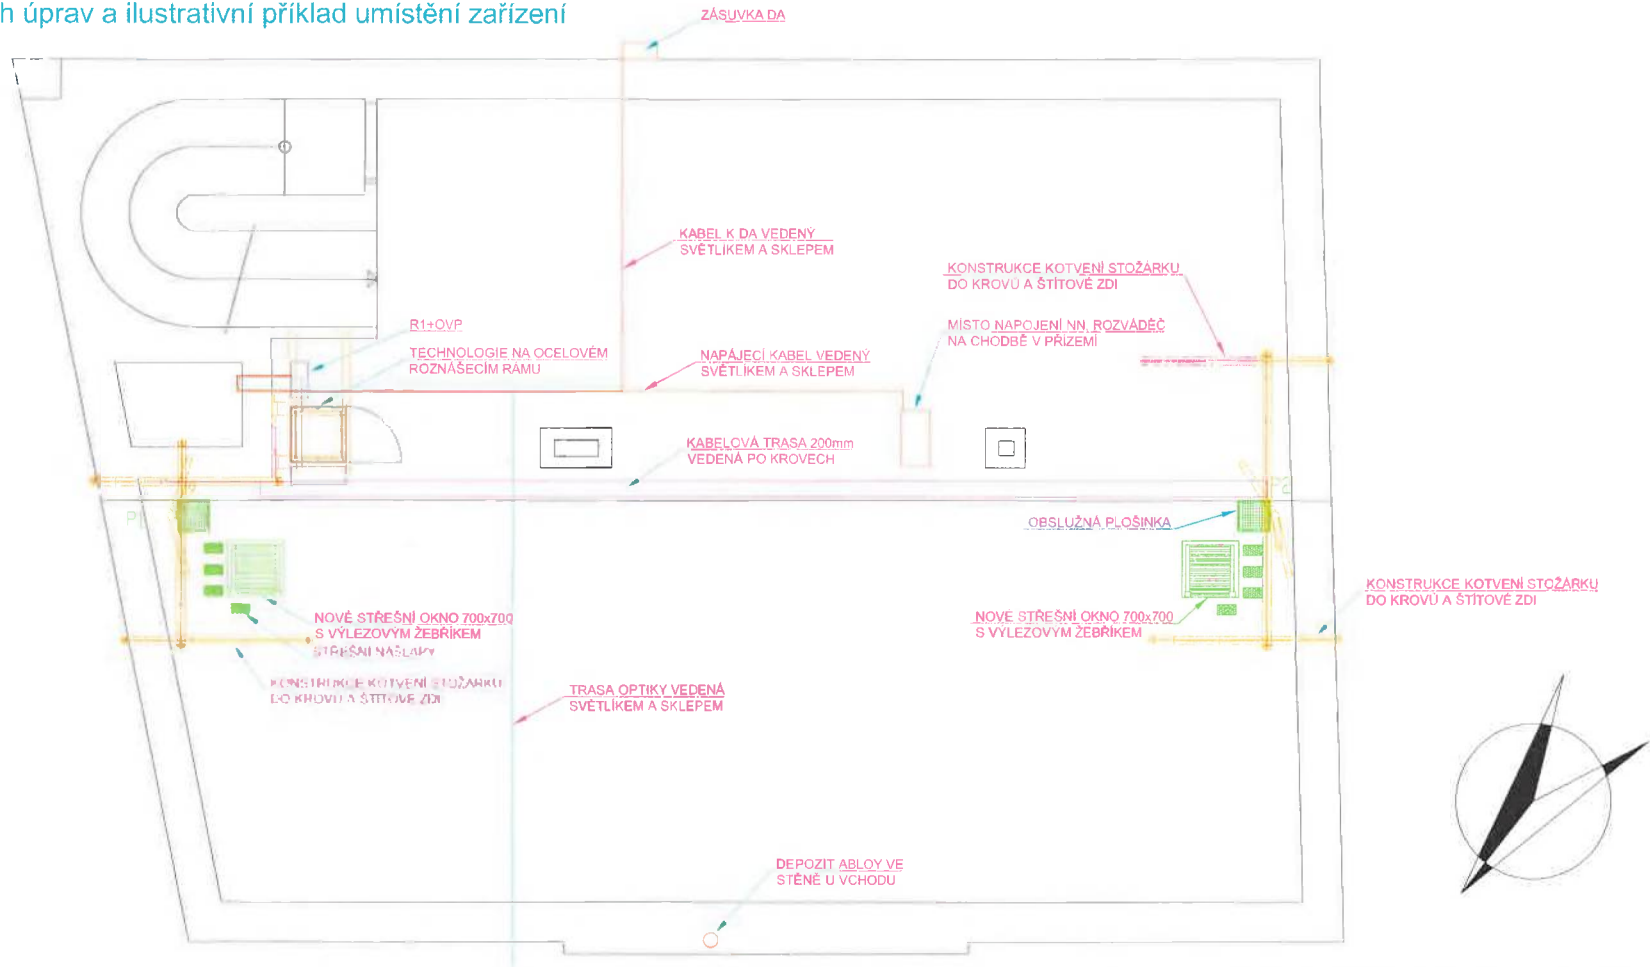 h úprav a ilustrativní příklad umístění zařízení
ZÁSUVKA DA
KABEL K DA VEDENÝ
SVĚTLÍKEM A SKLEPEM
KONSTRUKCE KOTVENÍ STOŽÁRKU
DO KROVŮ A ŠTÍTOVÉ ZDI
R1+OVP
MÍSTO NAPOJENÍ NN, ROZVÁDĚČ
NA CHODBĚ V PŘÍZEMÍ
TECHNOLOGIE NA OCELOVÉM
ROZNÁŠECÍM RÁMU
NAPÁJECÍ KABEL VEDENÝ
SVĚTLÍKEM A SKLEPEM
KABELOVÁ TRASA 200mm
VEDENÁ PO KROVECH
P1
P2
OBSLUŽNÁ PLOŠINKA
KONSTRUKCE KOTVENÍ STOŽÁRKU
DO KROVŮ A ŠTÍTOVÉ ZDI
NOVÉ STŘEŠNÍ OKNO 700x700
S VÝLEZOVÝM ŽEBŘÍKEM
NOVÉ STŘEŠNÍ OKNO 700x700
S VÝLEZOVÝM ŽEBŘÍKEM
STŘEŠNÍ NÁŠLAPY
KONSTRUKCE KOTVENÍ STOŽÁRKU
DO KROVŮ A ŠTÍTOVÉ ZDI
TRASA OPTIKY VEDENÁ
SVĚTLÍKEM A SKLEPEM
DEPOZIT ABLOY VE
STĚNĚ U VCHODU